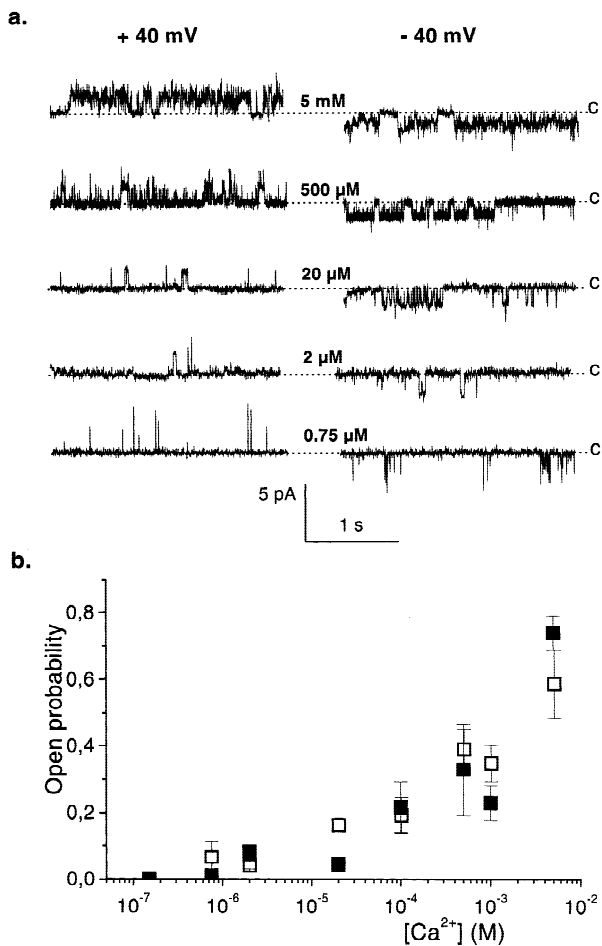 a.
+ 40 mV - 40 mV
5 mM C
500 µM C
20 µM C
2 µM C
0.75 µM C
5 pA
1 s
b.
Open probability
0,8
0,6
0,4
0,2
0,0
10⁻⁷ 10⁻⁶ 10⁻⁵ 10⁻⁴ 10⁻³ 10⁻²
[Ca²⁺] (M)